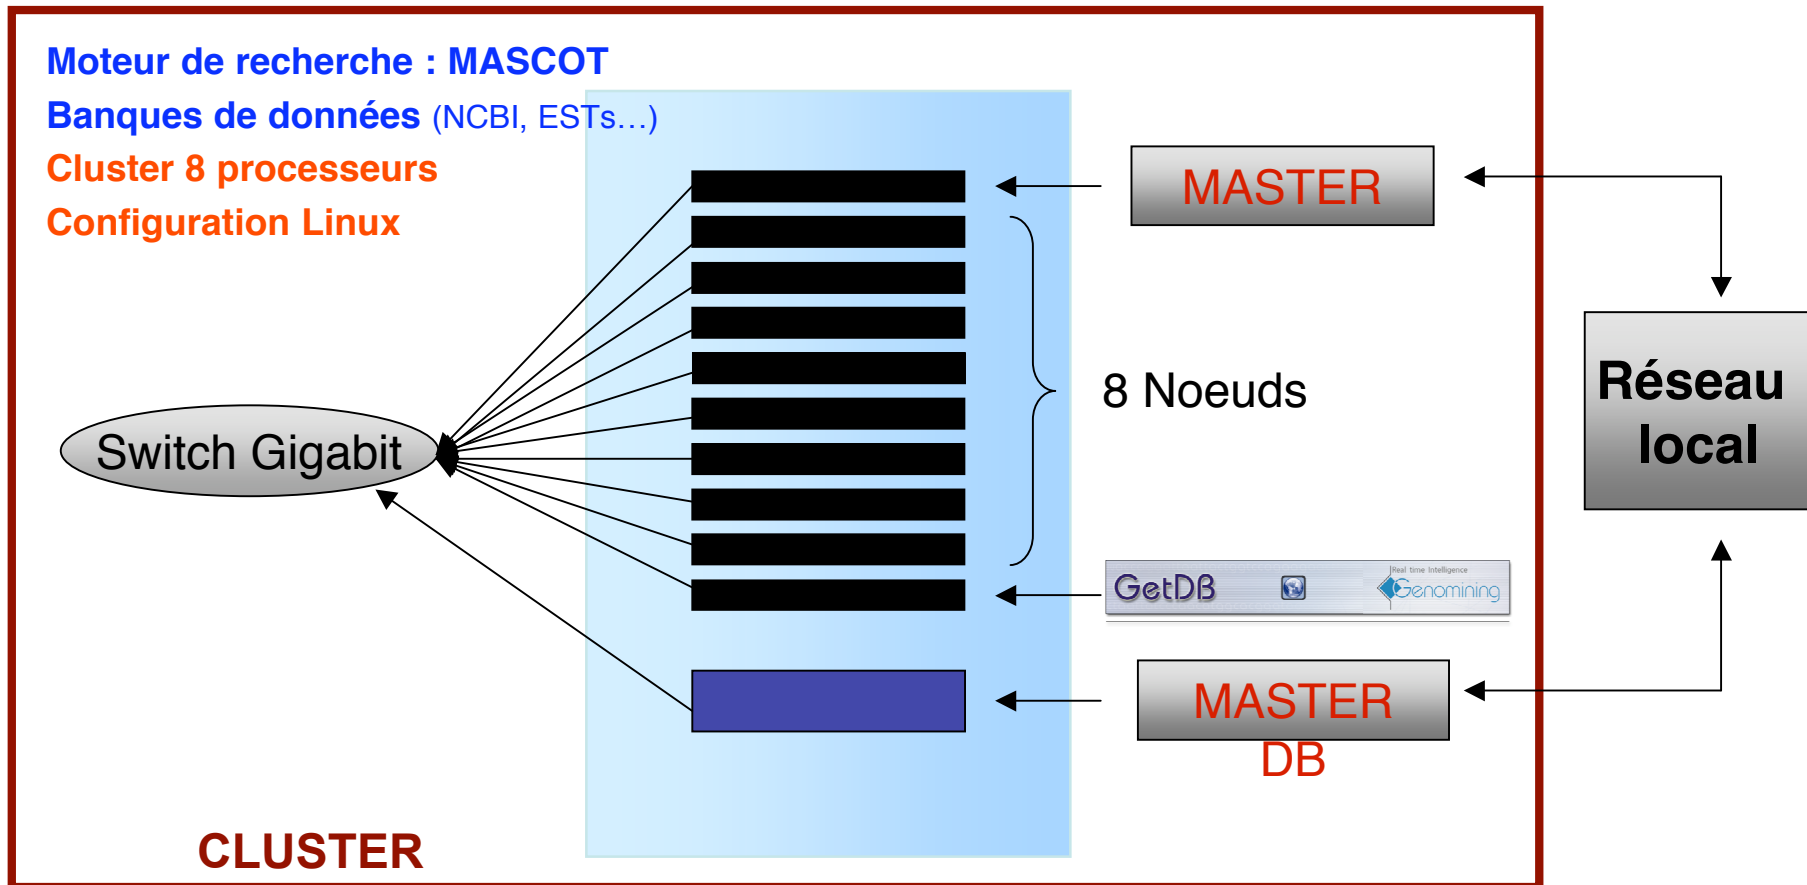 Moteur de recherche : MASCOT
Banques de données (NCBI, ESTs…)
Cluster 8 processeurs
Configuration Linux
MASTER
8 Noeuds
Réseau
local
Switch Gigabit
GetDB
Real time Intelligence
Genomining
MASTER
DB
CLUSTER